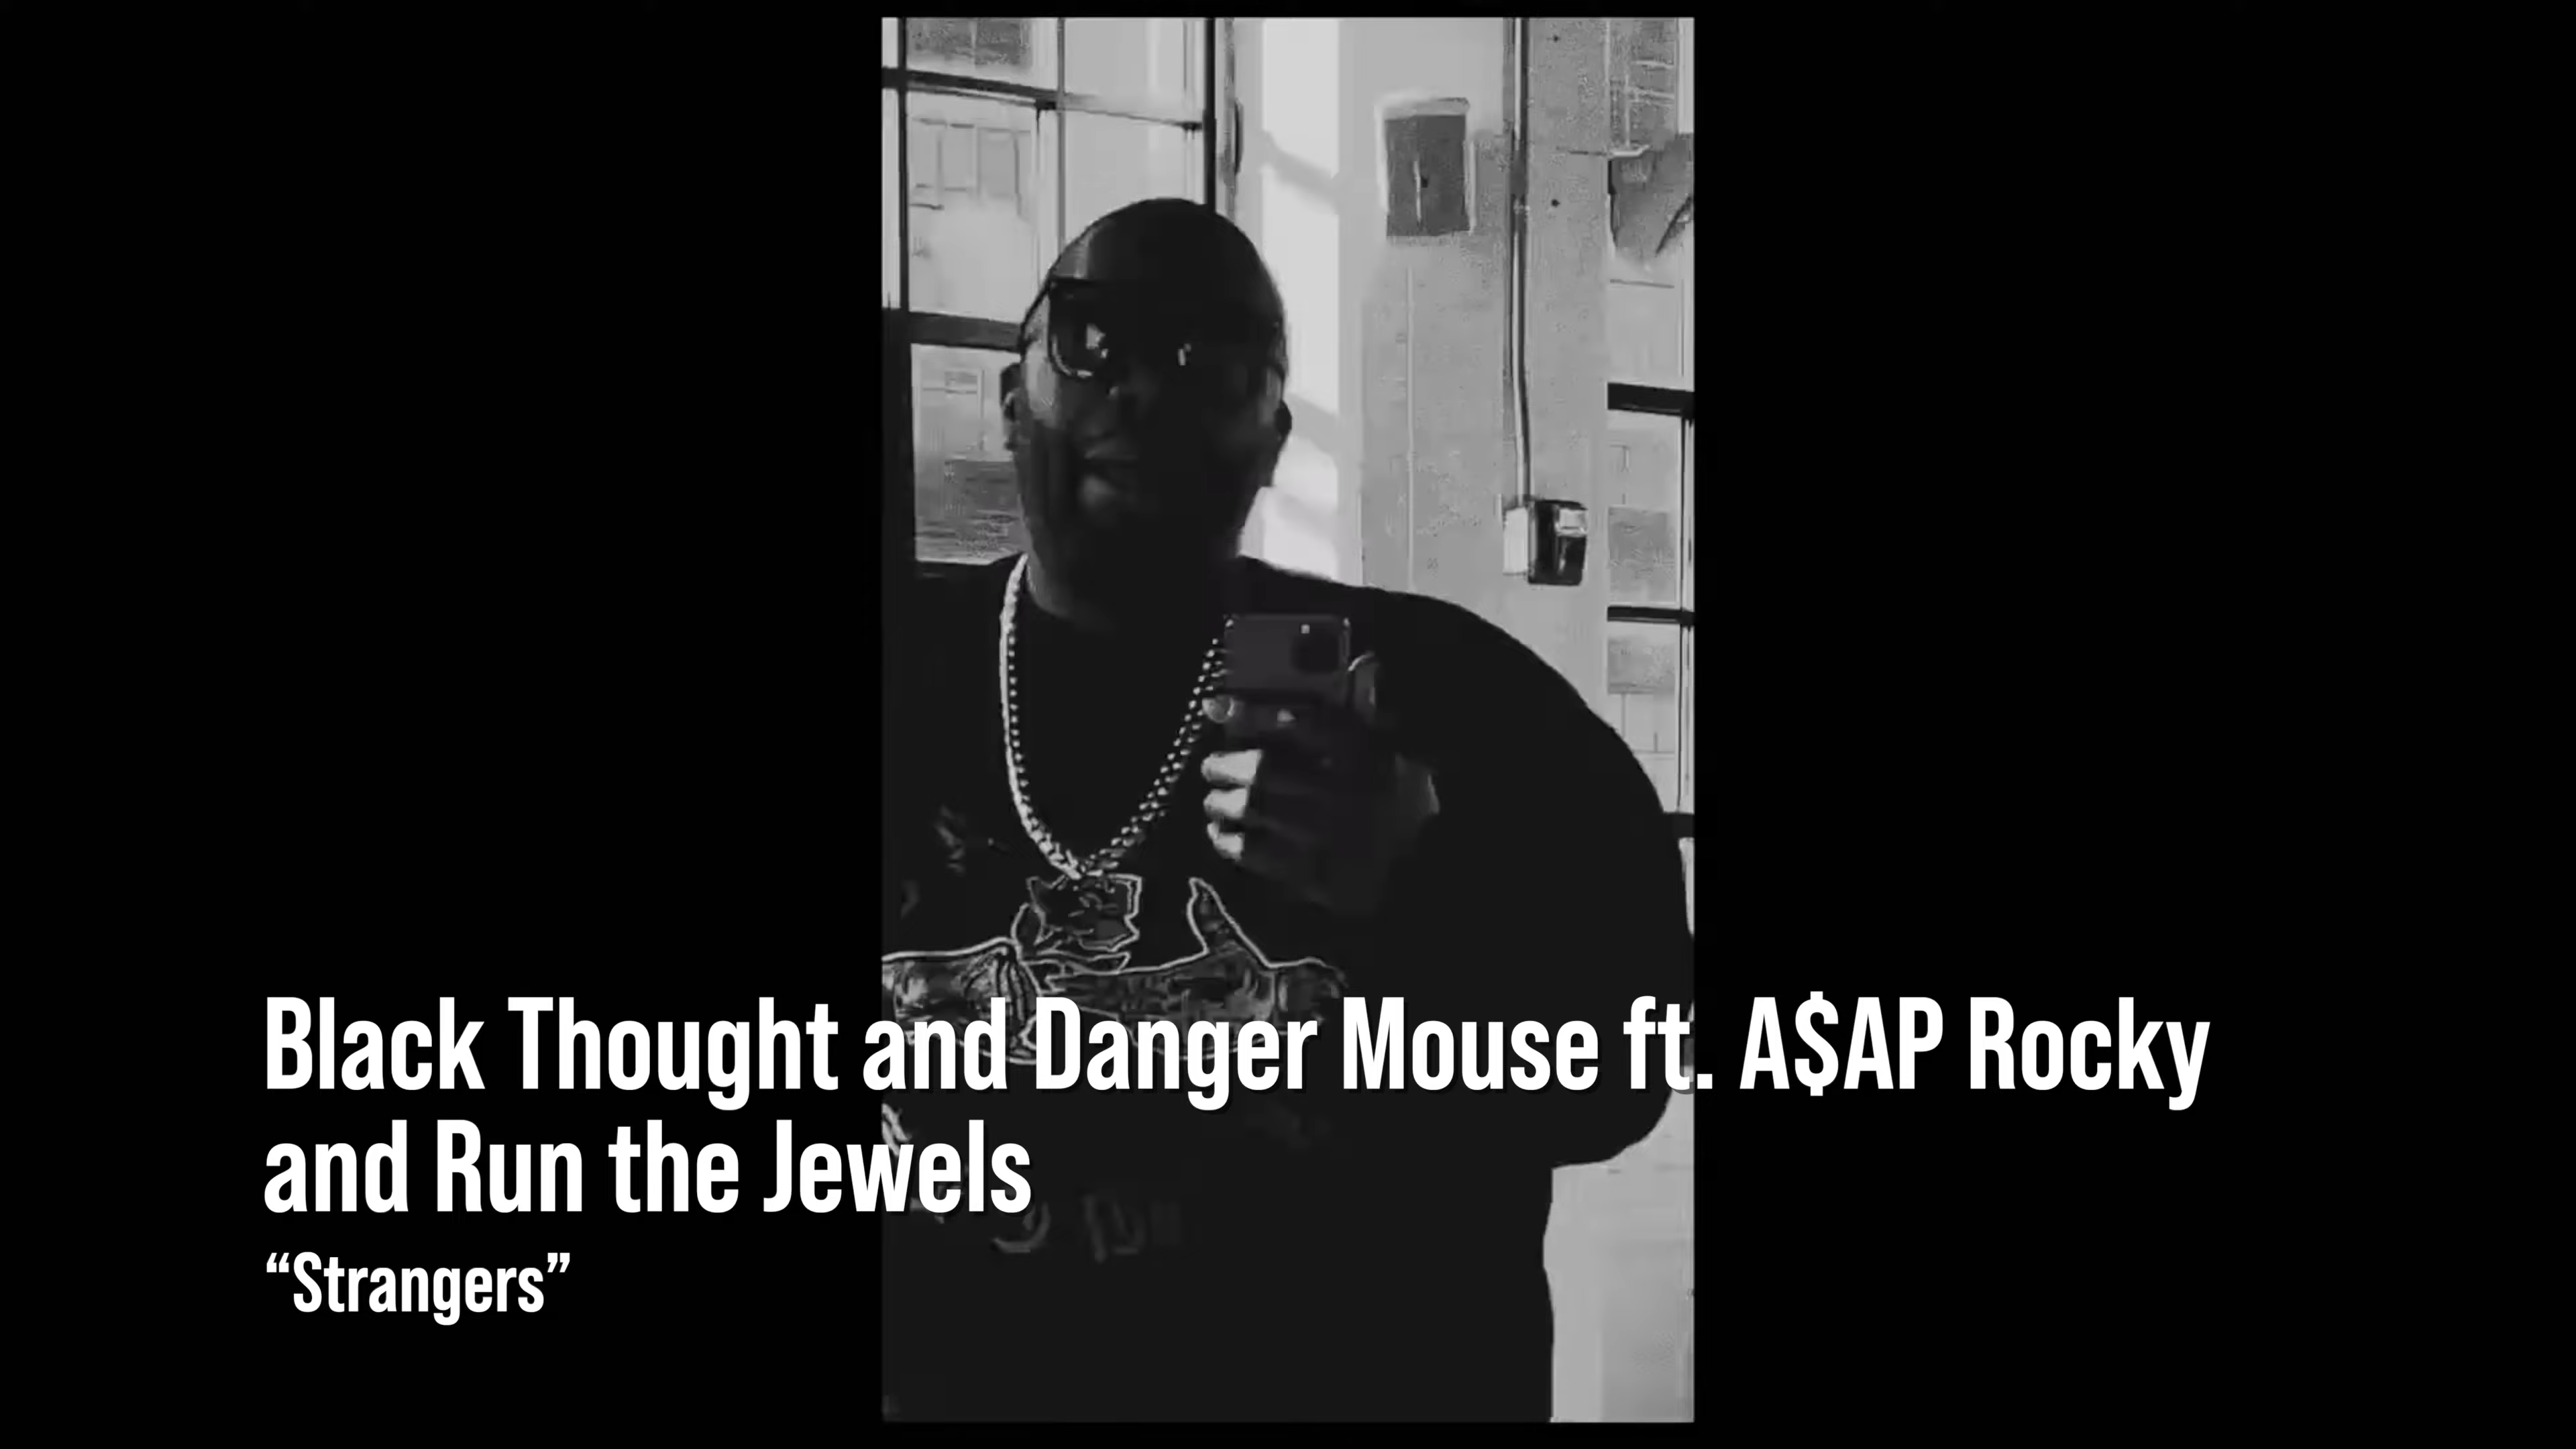 Black Thought and Danger Mouse ft. A$AP Rocky
and Run the Jewels
“Strangers”